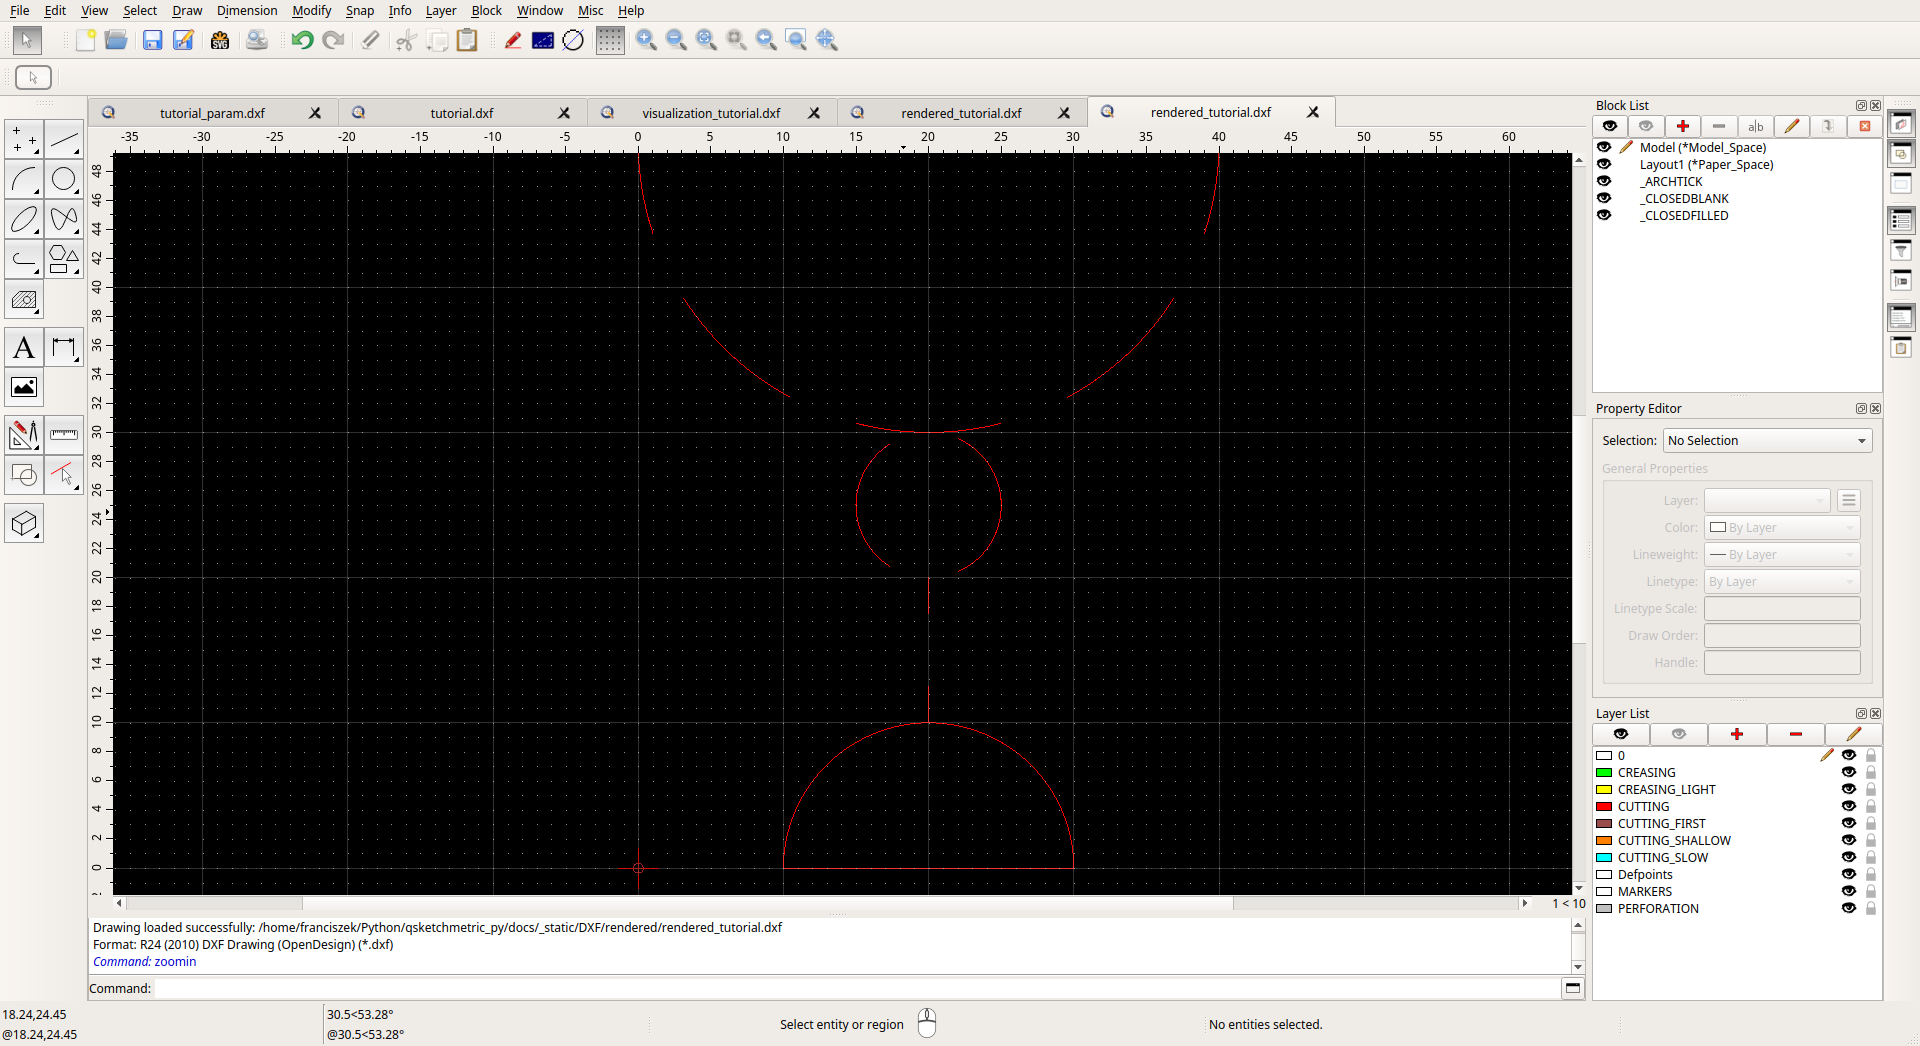 File Edit View Select Draw Dimension Modify Snap Info Layer Block Window Misc Help
SVG
tutorial_param.dxf tutorial.dxf visualization_tutorial.dxf rendered_tutorial.dxf rendered_tutorial.dxf
-35 -30 -25 -20 -15 -10 -5 0 5 10 15 20 25 30 35 40 45 50 55 60
48
46
44
42
40
38
36
34
32
30
28
26
24
22
20
18
16
14
12
10
8
6
4
2
0
A
1 < 10
Block List
a|b
Model (*Model_Space)
Layout1 (*Paper_Space)
_ARCHTICK
_CLOSEDBLANK
_CLOSEDFILLED
Property Editor
Selection: No Selection
General Properties
Layer:
Color: By Layer
Lineweight: By Layer
Linetype: By Layer
Linetype Scale:
Draw Order:
Handle:
Layer List
0
CREASING
CREASING_LIGHT
CUTTING
CUTTING_FIRST
CUTTING_SHALLOW
CUTTING_SLOW
Defpoints
MARKERS
PERFORATION
Drawing loaded successfully: /home/franciszek/Python/qsketchmetric_py/docs/_static/DXF/rendered/rendered_tutorial.dxf
Format: R24 (2010) DXF Drawing (OpenDesign) (*.dxf)
Command: zoomin
Command:
18.24,24.45
@18.24,24.45
30.5<53.28°
@30.5<53.28°
Select entity or region
No entities selected.